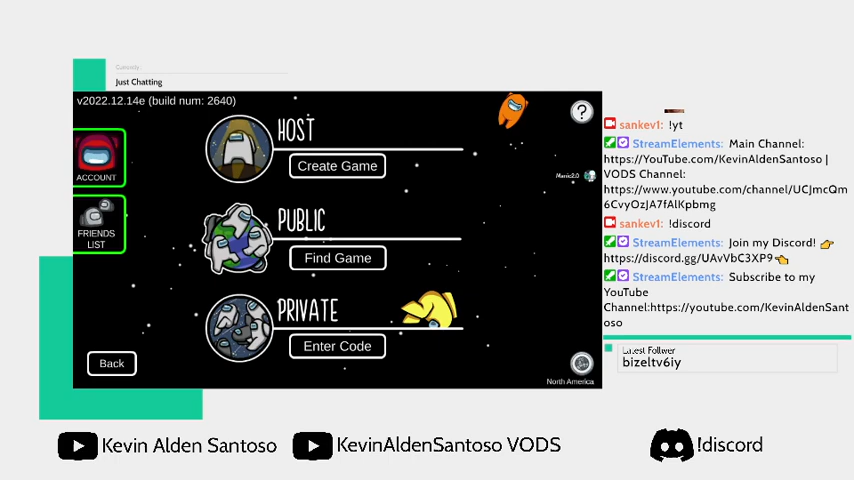 Just Chatting
v2022.12.14e (build num: 2640)
HOST
Create Game
ACCOUNT
PUBLIC
FRIENDS
LIST
Find Game
PRIVATE
Enter Code
Back
North America
sankev1: !yt
StreamElements: Main Channel:
https://YouTube.com/KevinAldenSantoso |
VODS Channel:
https://www.youtube.com/channel/UCJmcQm
6CvyOzJA7fAlKpbmg
sankev1: !discord
StreamElements: Join my Discord! 👉
https://discord.gg/UAvVbC3XP9👈
StreamElements: Subscribe to my
YouTube
Channel:https://youtube.com/KevinAldenSant
oso
Latest Follwer
bizeltv6iy
Kevin Alden Santoso
KevinAldenSantoso VODS
!discord